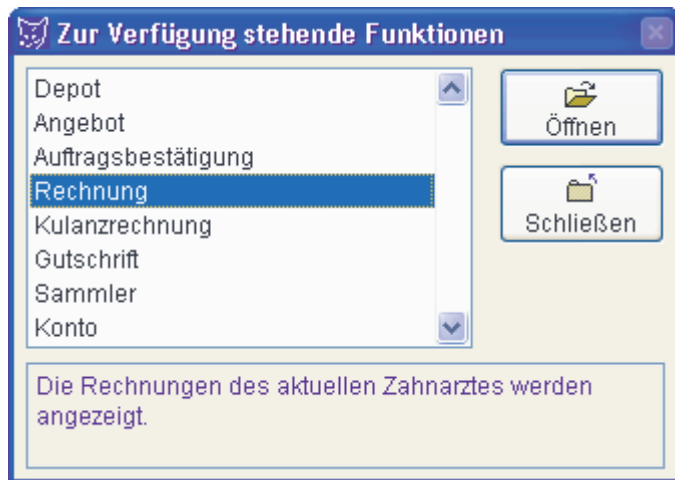 Zur Verfügung stehende Funktionen
Depot
Angebot
Auftragsbestätigung
Rechnung
Kulanzrechnung
Gutschrift
Sammler
Konto
Öffnen
Schließen
Die Rechnungen des aktuellen Zahnarztes werden
angezeigt.